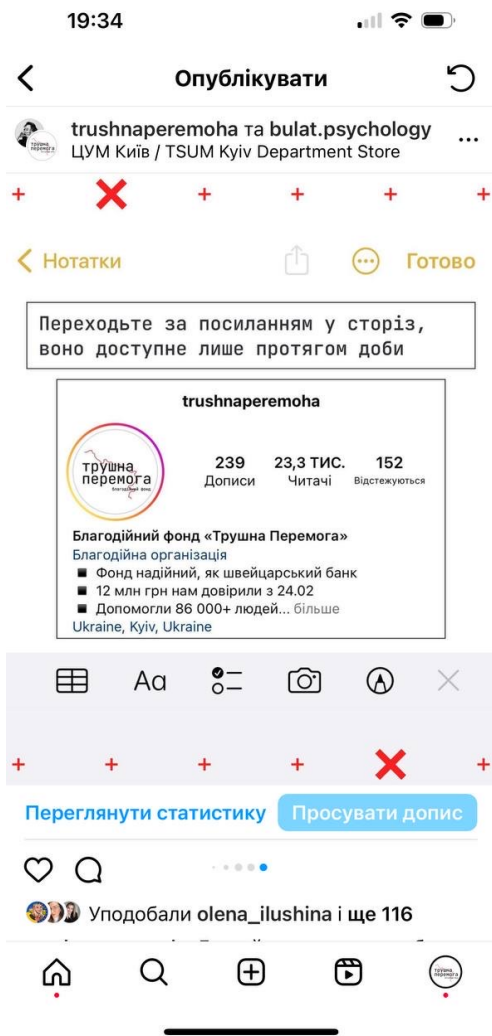 19:34
Опублікувати
trushnaperemoha та bulat.psychology
ЦУМ Київ / TSUM Kyiv Department Store
Нотатки
Готово
Переходьте за посиланням у сторіз,
воно доступне лише протягом доби
trushnaperemoha
трушна
перемога
благодійний фонд
239 23,3 ТИС. 152
Дописи Читачі Відстежуються
Благодійний фонд «Трушна Перемога»
Благодійна організація
Фонд надійний, як швейцарський банк
12 млн грн нам довірили з 24.02
Допомогли 86 000+ людей... більше
Ukraine, Kyiv, Ukraine
Aa
Переглянути статистику
Просувати допис
Уподобали olena_ilushina і ще 116